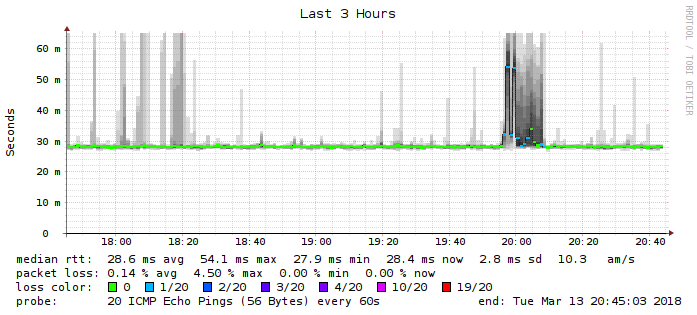 Last 3 Hours
RRDTOOL / TOBI OETIKER
Seconds
60 m
50 m
40 m
30 m
20 m
10 m
0
18:00 18:20 18:40 19:00 19:20 19:40 20:00 20:20 20:40
median rtt: 28.6 ms avg 54.1 ms max 27.9 ms min 28.4 ms now 2.8 ms sd 10.3 am/s
packet loss: 0.14 % avg 4.50 % max 0.00 % min 0.00 % now
loss color: 0 1/20 2/20 3/20 4/20 10/20 19/20
probe: 20 ICMP Echo Pings (56 Bytes) every 60s end: Tue Mar 13 20:45:03 2018